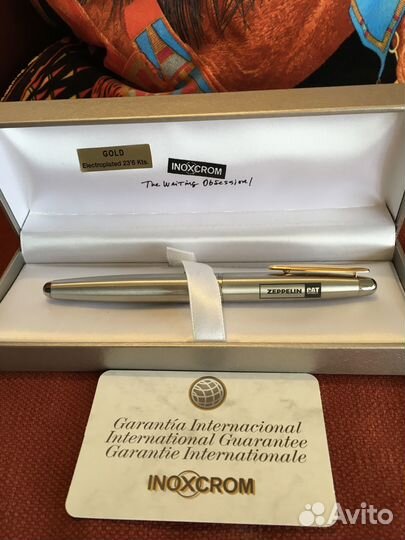 GOLD
Electroplated 23'6 Kts.
INOXCROM
The Writing Obsession!
ZEPPELIN CAT
Garantía Internacional
International Guarantee
Garantie Internationale
INOXCROM
Avito